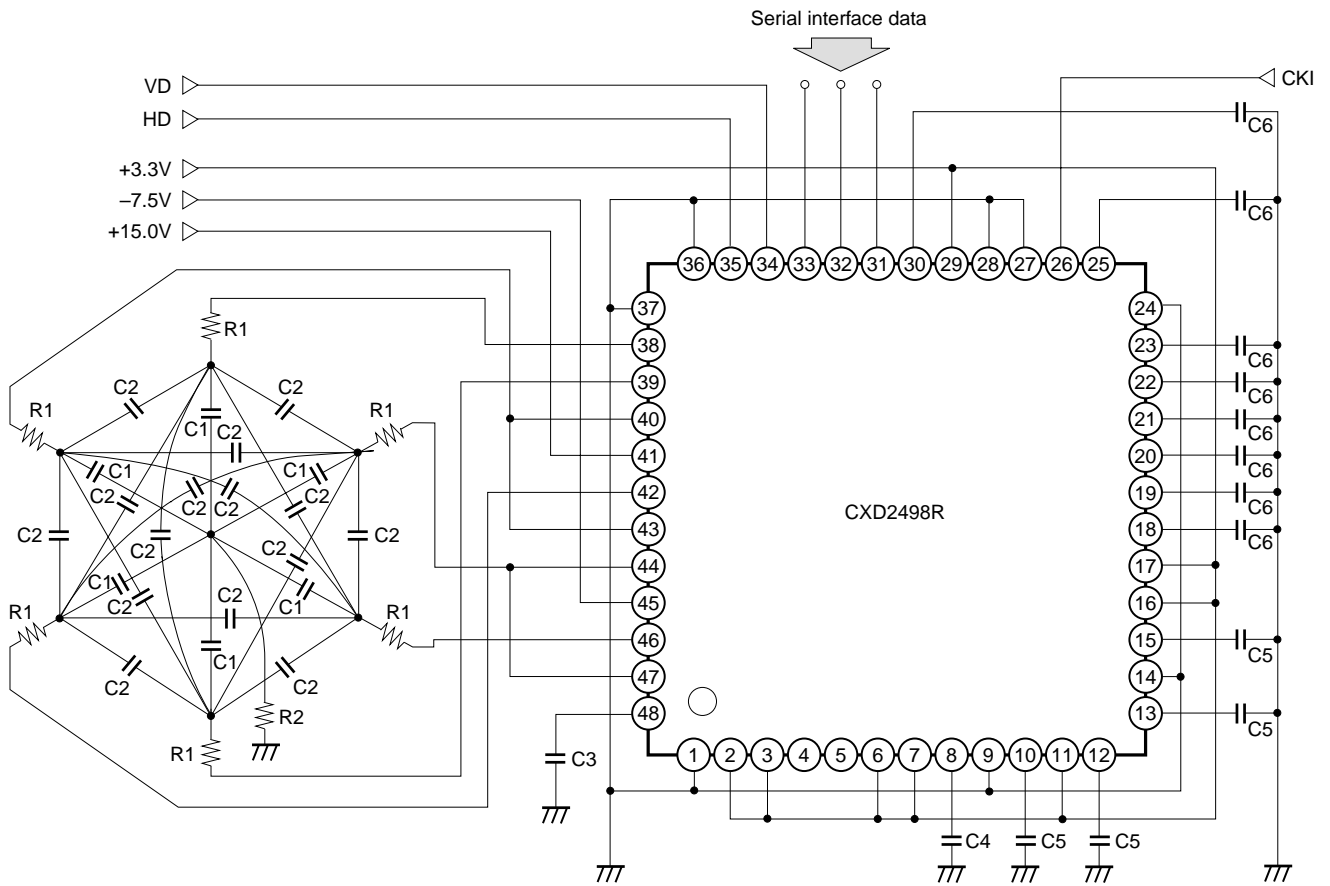 Serial interface data
VD
CKI
HD
C6
+3.3V
–7.5V
C6
+15.0V
36 35 34 33 32 31 30 29 28 27 26 25
37 24
R1
38 23
C6
C2 C2
39 22
R1 R1 C1
C6
C2
40 21
C6
C1 C1
41 20
C6
C2 C2 C2 C2
42 19
C6
CXD2498R
43 18
C2 C2 C2 C2
C6
44 17
C1 C2 C1
45 16
R1 C2 R1
46 15
C1
C5
C2 C2
47 14
R2
48 13
C5
R1
C3
1 2 3 4 5 6 7 8 9 10 11 12
C4 C5 C5